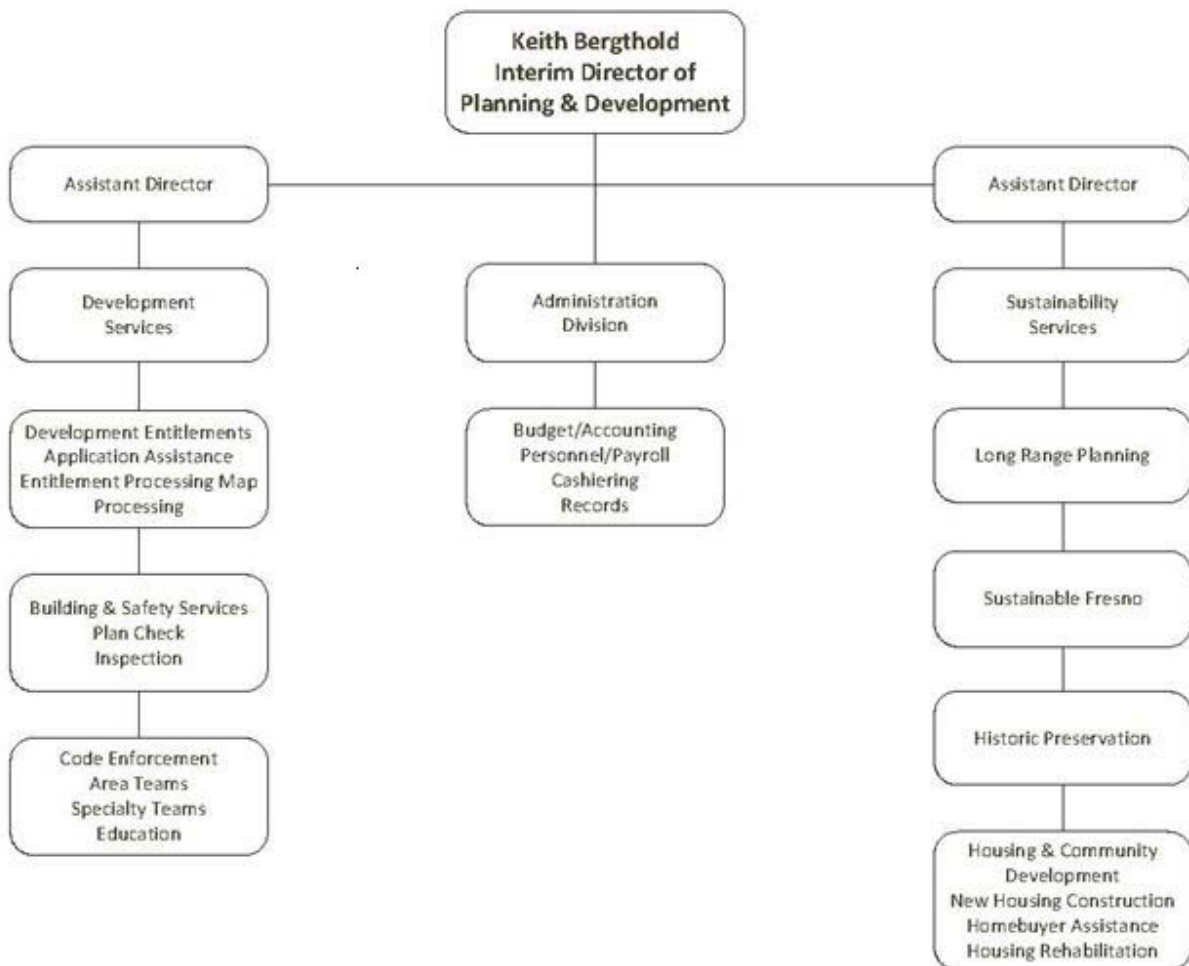 Keith Bergthold
Interim Director of
Planning & Development
Assistant Director
Assistant Director
Development
Services
Administration
Division
Sustainability
Services
Development Entitlements
Application Assistance
Entitlement Processing Map
Processing
Budget/Accounting
Personnel/Payroll
Cashiering
Records
Long Range Planning
Building & Safety Services
Plan Check
Inspection
Sustainable Fresno
Code Enforcement
Area Teams
Specialty Teams
Education
Historic Preservation
Housing & Community
Development
New Housing Construction
Homebuyer Assistance
Housing Rehabilitation